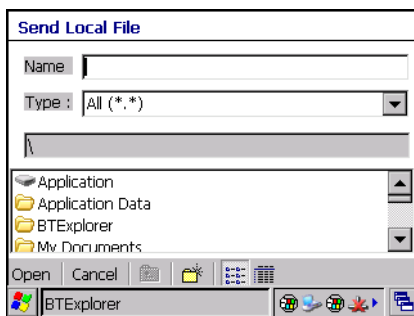 Send Local File
Name
Type : All (*.*)
\
Application
Application Data
BTExplorer
My Documents
Open Cancel
BTExplorer